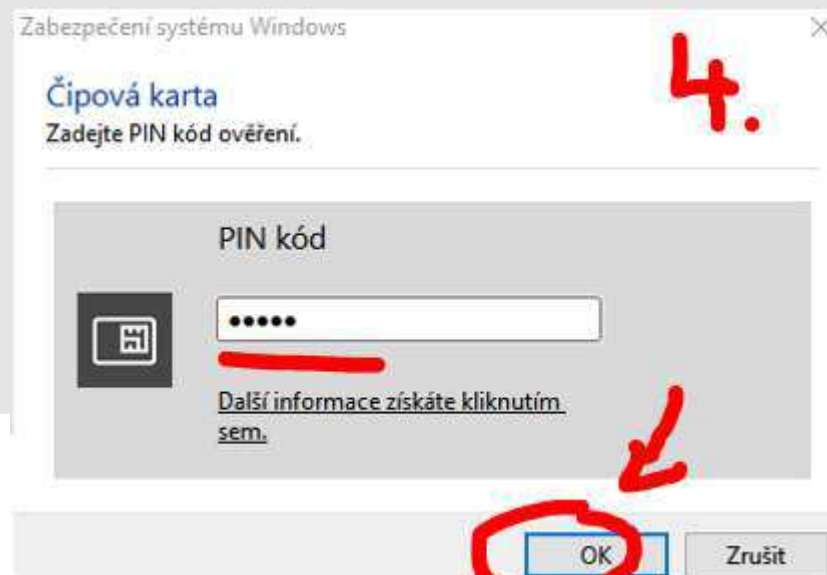 Zabezpečení systému Windows
4.
Čipová karta
Zadejte PIN kód ověření.
PIN kód
•••••
Další informace získáte kliknutím
sem.
OK
Zrušit